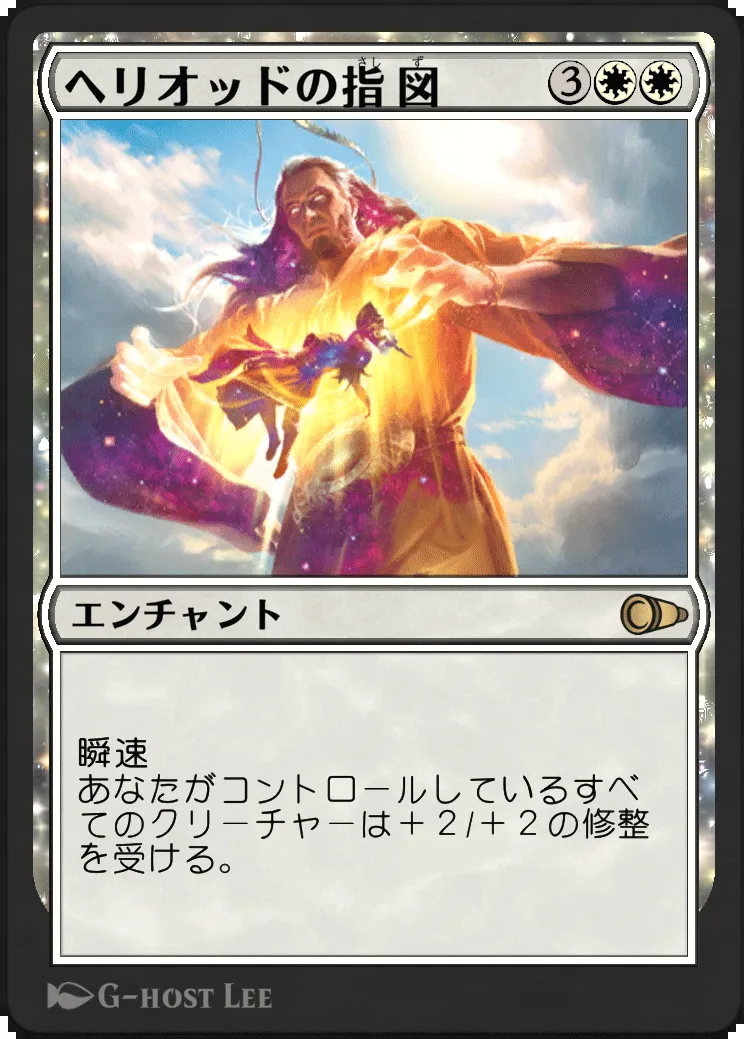 ヘリオッドの指図 3
さし ず
エンチャント
瞬速
あなたがコントロールしているすべ
てのクリーチャーは＋２/＋２の修整
を受ける。
G-HOST LEE